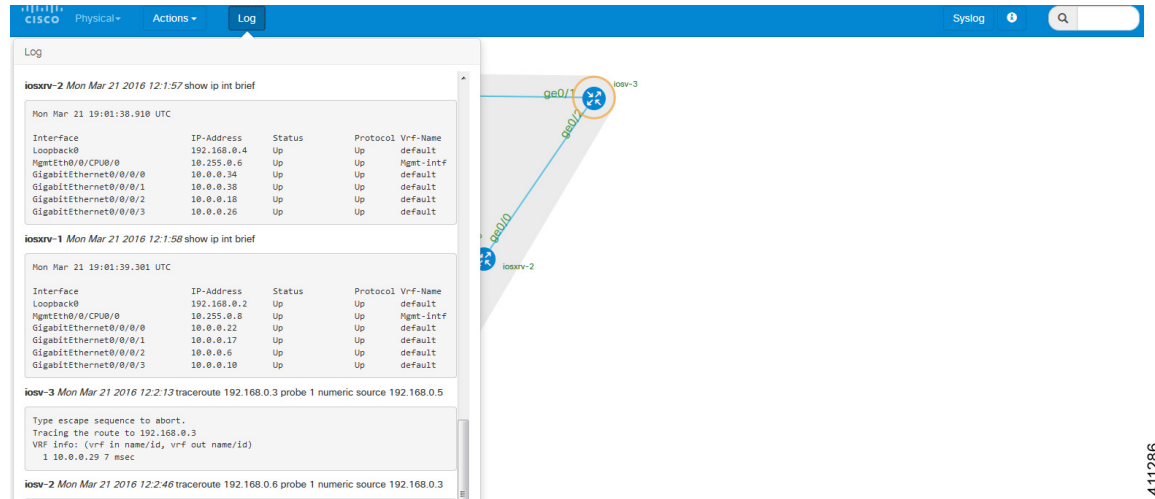 CISCO Physical Actions Log Syslog
Log
iosxrv-2 Mon Mar 21 2016 12:1:57 show ip int brief
Mon Mar 21 19:01:38.910 UTC
Interface IP-Address Status Protocol Vrf-Name
Loopback0 192.168.0.4 Up Up default
MgmtEth0/0/CPU0/0 10.255.0.6 Up Up Mgmt-intf
GigabitEthernet0/0/0/0 10.0.0.34 Up Up default
GigabitEthernet0/0/0/1 10.0.0.38 Up Up default
GigabitEthernet0/0/0/2 10.0.0.18 Up Up default
GigabitEthernet0/0/0/3 10.0.0.26 Up Up default
iosxrv-1 Mon Mar 21 2016 12:1:58 show ip int brief
Mon Mar 21 19:01:39.301 UTC
Interface IP-Address Status Protocol Vrf-Name
Loopback0 192.168.0.2 Up Up default
MgmtEth0/0/CPU0/0 10.255.0.8 Up Up Mgmt-intf
GigabitEthernet0/0/0/0 10.0.0.22 Up Up default
GigabitEthernet0/0/0/1 10.0.0.17 Up Up default
GigabitEthernet0/0/0/2 10.0.0.6 Up Up default
GigabitEthernet0/0/0/3 10.0.0.10 Up Up default
iosv-3 Mon Mar 21 2016 12:2:13 traceroute 192.168.0.3 probe 1 numeric source 192.168.0.5
Type escape sequence to abort.
Tracing the route to 192.168.0.3
VRF info: (vrf in name/id, vrf out name/id)
1 10.0.0.29 7 msec
iosv-2 Mon Mar 21 2016 12:2:46 traceroute 192.168.0.6 probe 1 numeric source 192.168.0.3
ge0/1
iosv-3
ge0/2
ge0/0
iosxrv-2
411286